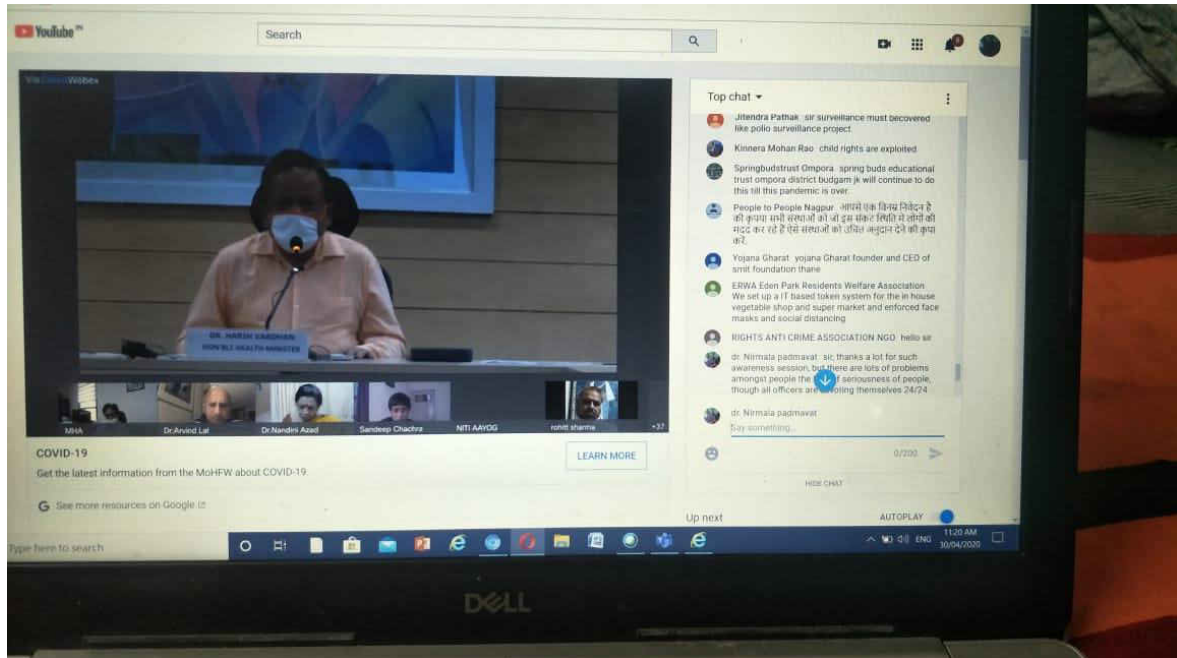 YouTube IN
Search
Webex
DR. HARSH VARDHAN
HON'BLE HEALTH MINISTER
MHA
Dr.Arvind Lal
Dr.Nandini Azad
Sandeep Chachra
NITI AAYOG
rohitt sharma
+37
COVID-19
Get the latest information from the MoHFW about COVID-19.
LEARN MORE
G See more resources on Google
Top chat
Jitendra Pathak sir surveillance must becovered
like polio surveillance project.
Kinnera Mohan Rao child rights are exploited
Springbudstrust Ompora spring buds educational
trust ompora district budgam jk will continue to do
this till this pandemic is over.
People to People Nagpur आपसे एक विनम्र निवेदन है
की कृपया सभी संस्थाओं को जो इस संकट स्थिति मे लोगों की
मदद कर रहे हैं ऐसे संस्थाओं को उचित अनुदान देने की कृपा
करें.
Yojana Gharat yojana Gharat founder and CEO of
smit foundation thane
ERWA Eden Park Residents Welfare Association
We set up a IT based token system for the in house
vegetable shop and super market and enforced face
masks and social distancing
RIGHTS ANTI CRIME ASSOCIATION NGO hello sir
dr. Nirmala padmavat sir, thanks a lot for such
awareness session, but there are lots of problems
amongst people the of seriousness of people,
though all officers are themselves 24/24
dr. Nirmala padmavat
Say something...
0/200
HIDE CHAT
Up next
AUTOPLAY
Type here to search
ENG
11:20 AM
30/04/2020
DELL